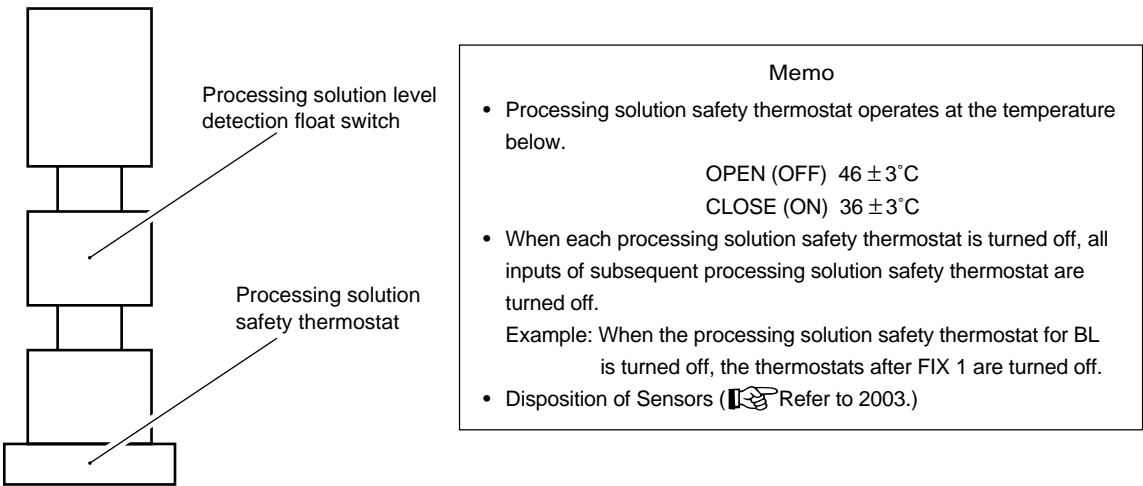 Processing solution level
detection float switch
Processing solution
safety thermostat
Memo
• Processing solution safety thermostat operates at the temperature
below.
OPEN (OFF) 46 ±3˚C
CLOSE (ON) 36 ±3˚C
• When each processing solution safety thermostat is turned off, all
inputs of subsequent processing solution safety thermostat are
turned off.
Example: When the processing solution safety thermostat for BL
is turned off, the thermostats after FIX 1 are turned off.
• Disposition of Sensors (☞Refer to 2003.)